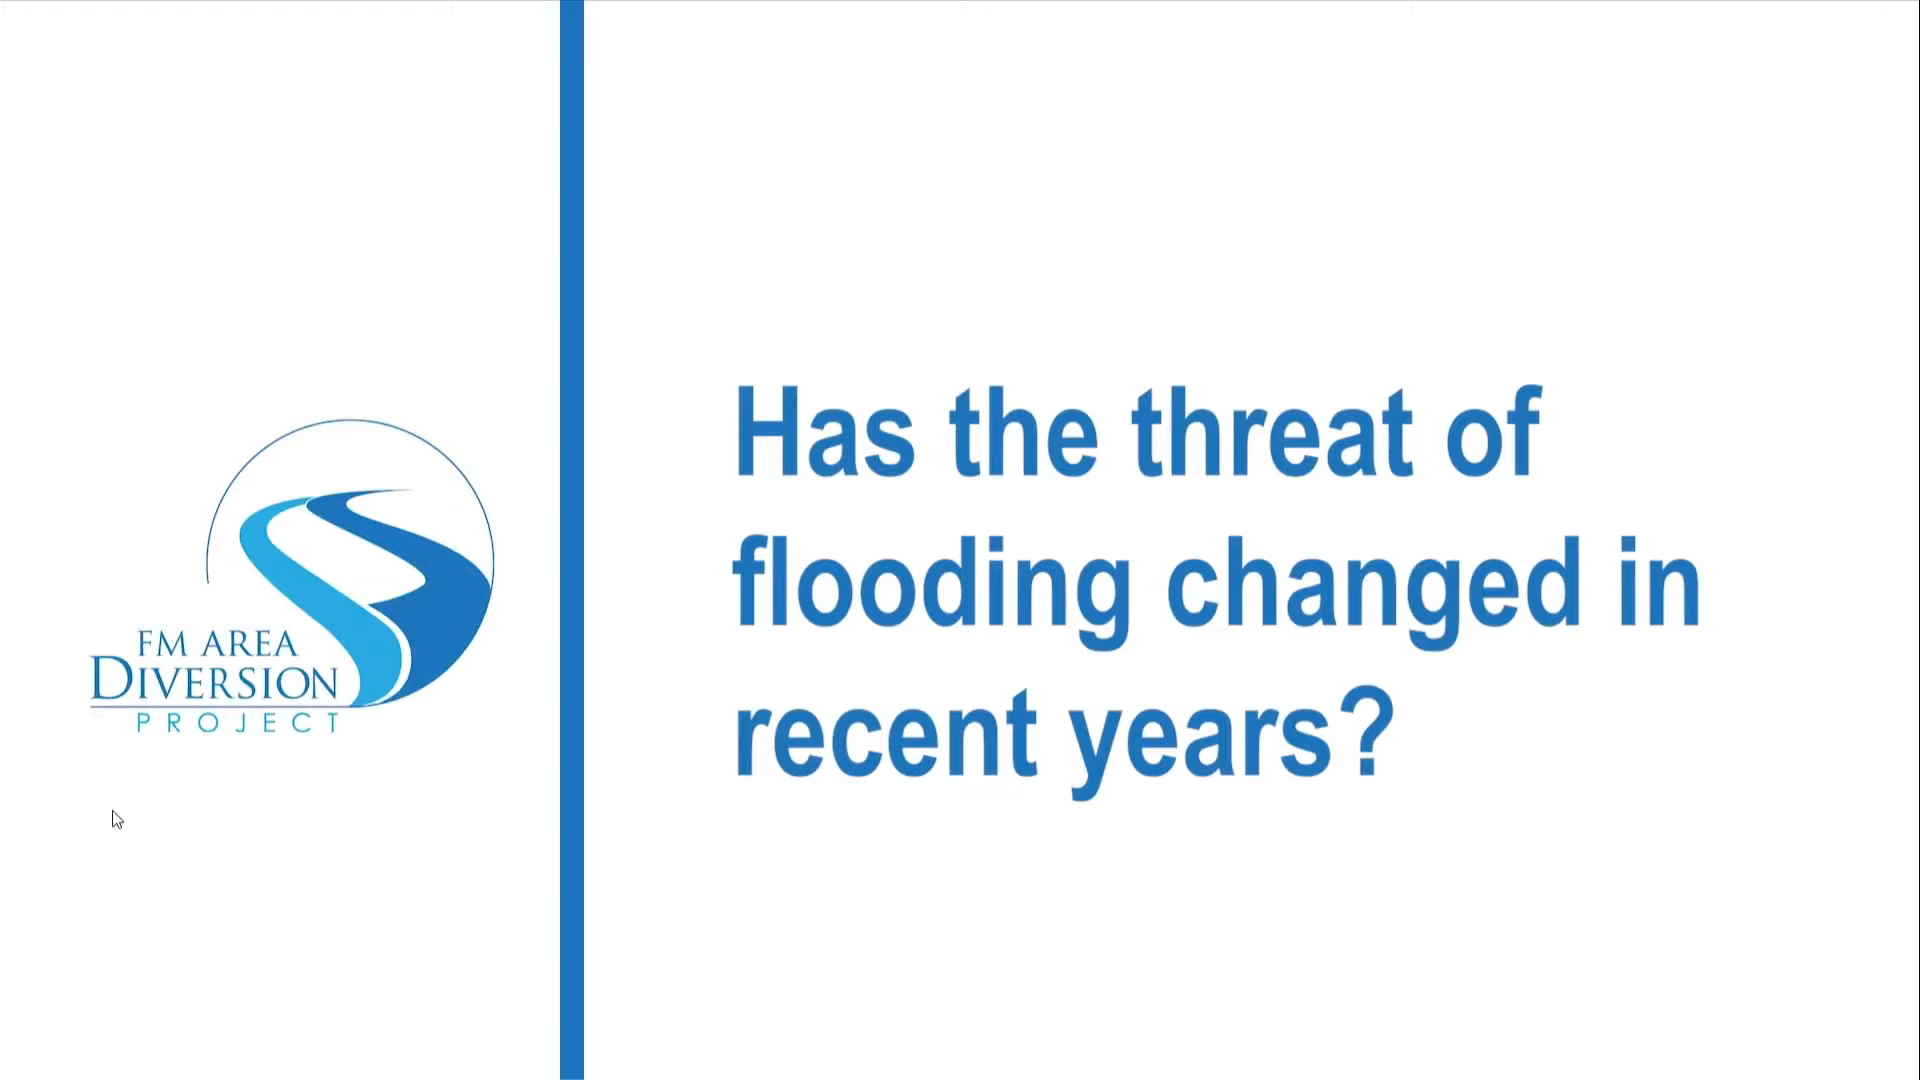 FM AREA
DIVERSION
PROJECT
Has the threat of
flooding changed in
recent years?